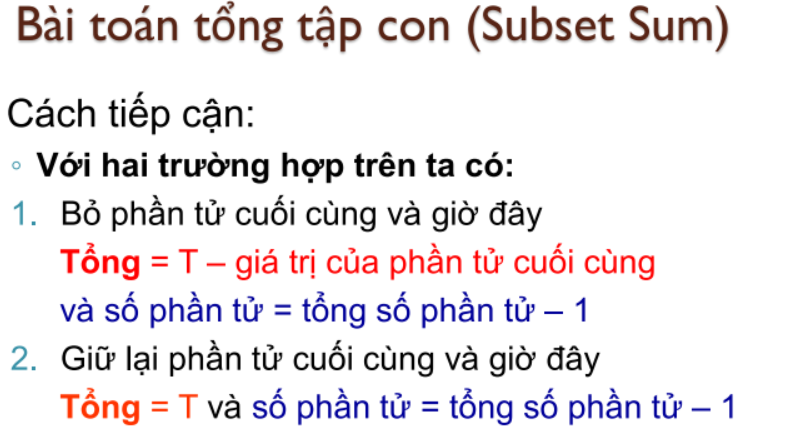 Bài toán tổng tập con (Subset Sum)
Cách tiếp cận:
◦ Với hai trường hợp trên ta có:
1. Bỏ phần tử cuối cùng và giờ đây
Tổng = T – giá trị của phần tử cuối cùng
và số phần tử = tổng số phần tử – 1
2. Giữ lại phần tử cuối cùng và giờ đây
Tổng = T và số phần tử = tổng số phần tử – 1